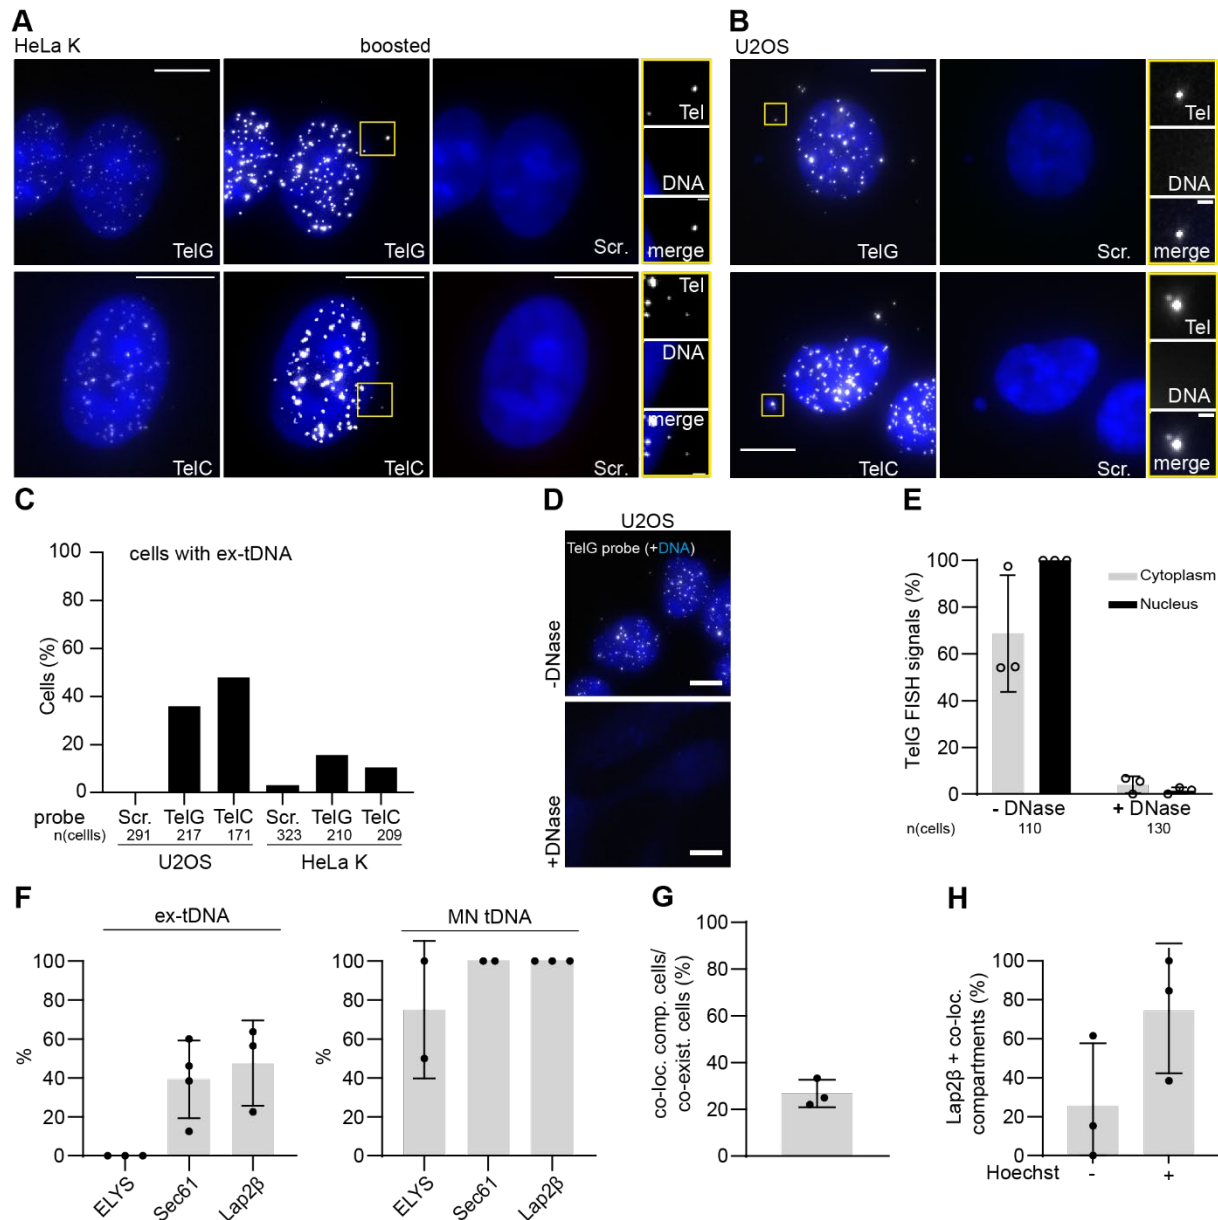 A
HeLa K
boosted
TelG
TelG
Scr.
Tel
DNA
merge
TelC
TelC
Scr.
Tel
DNA
merge
B
U2OS
TelG
Scr.
Tel
DNA
merge
TelC
Scr.
Tel
DNA
merge
C
cells with ex-tDNA
Cells (%)
100
80
60
40
20
0
probe Scr. TelG TelC Scr. TelG TelC
n(cellls) 291 217 171 323 210 209
U2OS HeLa K
D
U2OS
TelG probe (+DNA)
-DNase
+DNase
E
TelG FISH signals (%)
100
80
60
40
20
0
Cytoplasm
Nucleus
- DNase + DNase
n(cells) 110 130
F
ex-tDNA
%
100
80
60
40
20
0
ELYS Sec61 Lap2β
MN tDNA
%
100
80
60
40
20
0
ELYS Sec61 Lap2β
G
co-loc. comp. cells/
co-exist. cells (%)
100
80
60
40
20
0
H
Lap2β + co-loc.
compartments (%)
100
80
60
40
20
0
Hoechst - +